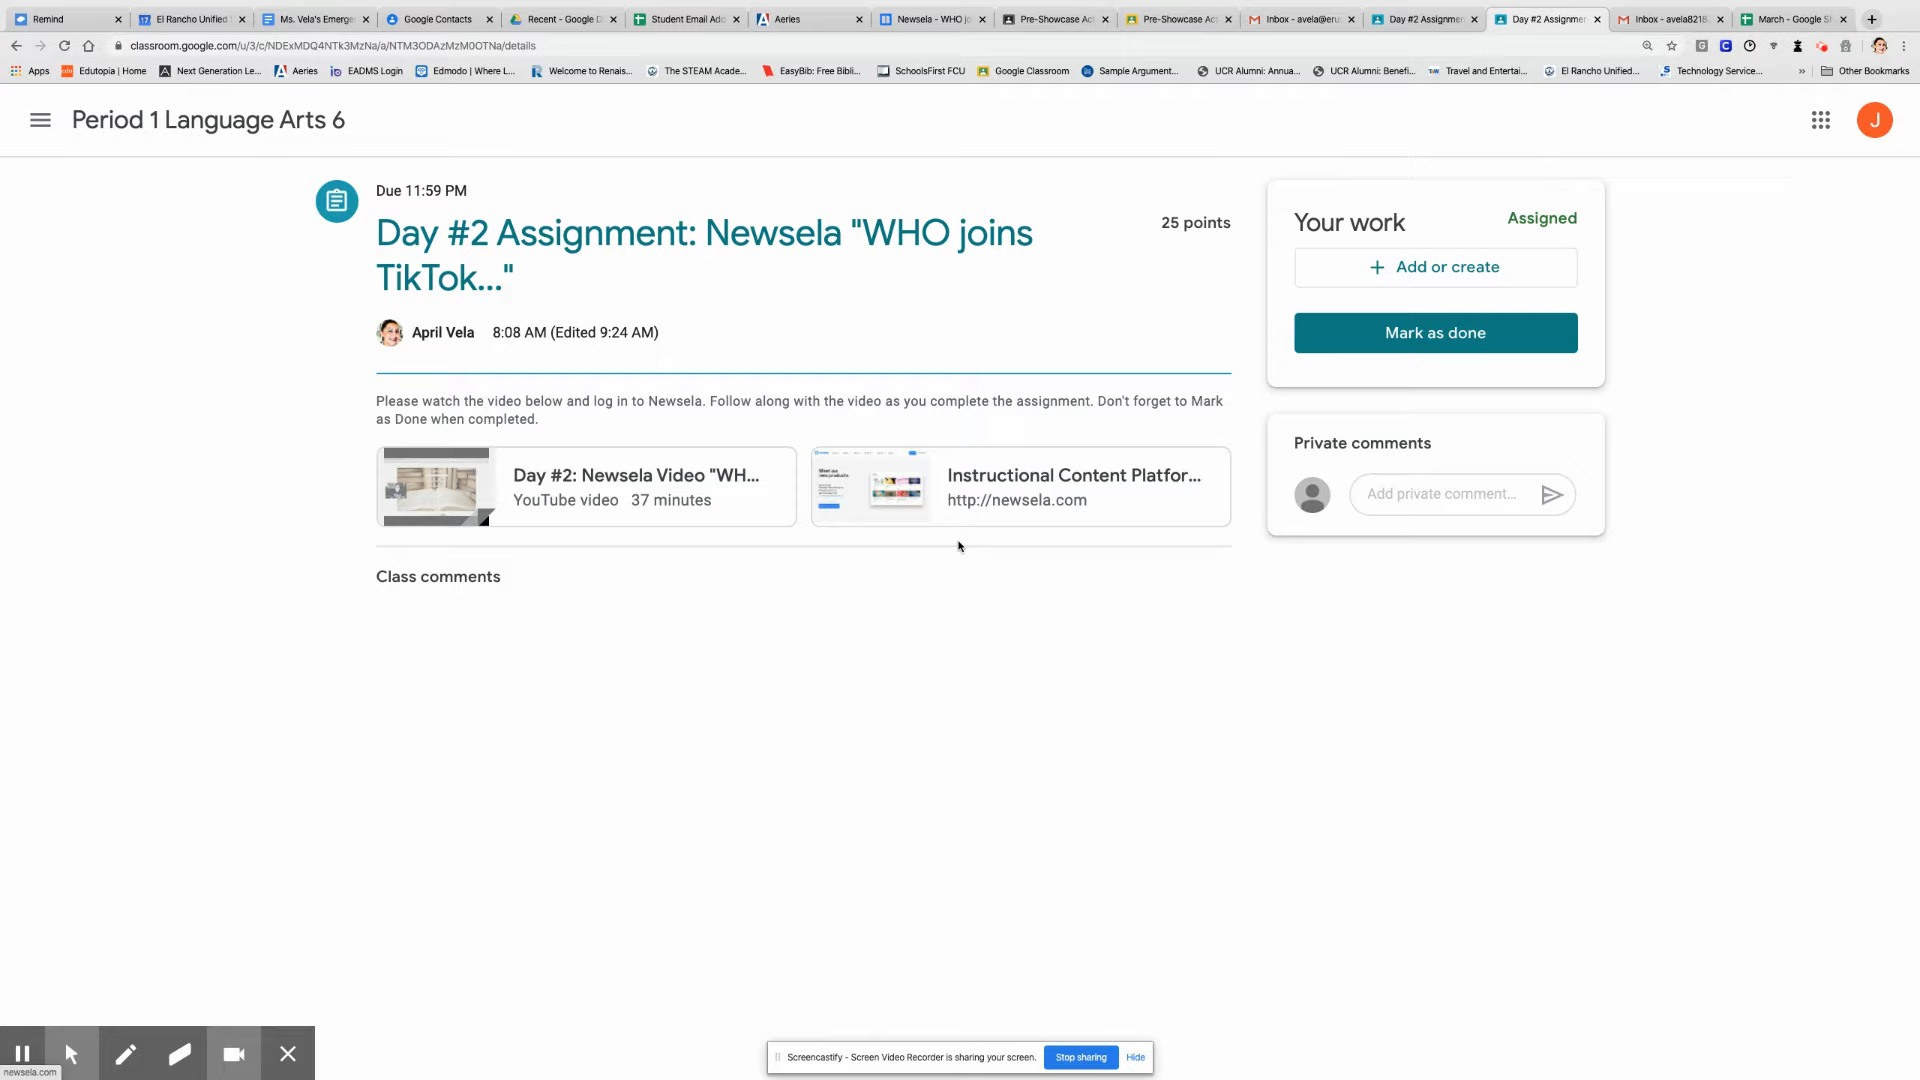 Remind
El Rancho Unified
Ms. Vela's Emerge
Google Contacts
Recent - Google D
Student Email Add
Aeries
Newsela - WHO jo
Pre-Showcase Act
Pre-Showcase Act
Inbox - avela@erus
Day #2 Assignmen
Day #2 Assignmen
Inbox - avela8218
March - Google Sh
classroom.google.com/u/3/c/NDExMDQ4NTk3MzNa/a/NTM3ODAzMzM0OTNa/details
Apps
Edutopia | Home
Next Generation Le...
Aeries
EADMS Login
Edmodo | Where L...
Welcome to Renais...
The STEAM Acade...
EasyBib: Free Bibli...
SchoolsFirst FCU
Google Classroom
Sample Argument...
UCR Alumni: Annua...
UCR Alumni: Benefi...
Travel and Entertai...
El Rancho Unified...
Technology Service...
»
Other Bookmarks
Period 1 Language Arts 6
J
Due 11:59 PM
Day #2 Assignment: Newsela "WHO joins
TikTok..."
25 points
April Vela 8:08 AM (Edited 9:24 AM)
Please watch the video below and log in to Newsela. Follow along with the video as you complete the assignment. Don't forget to Mark
as Done when completed.
Day #2: Newsela Video "WH...
YouTube video 37 minutes
Instructional Content Platfor...
http://newsela.com
Class comments
Your work
Assigned
+ Add or create
Mark as done
Private comments
Add private comment...
newsela.com
Screencastify - Screen Video Recorder is sharing your screen.
Stop sharing
Hide